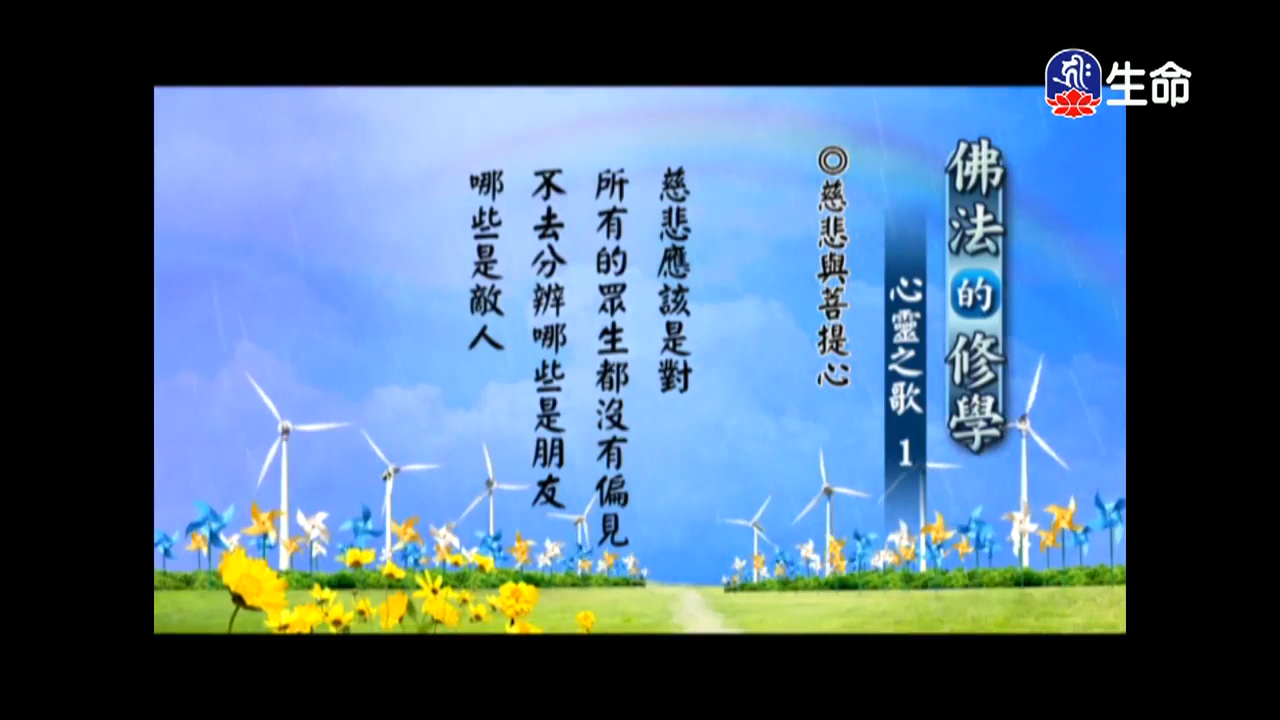 生命
佛法的修學
心靈之歌 1
◎慈悲與菩提心
慈悲應該是對
所有的眾生都沒有偏見
不去分辨哪些是朋友
哪些是敵人